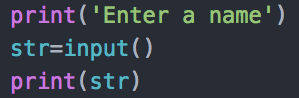 print('Enter a name')
str=input()
print(str)